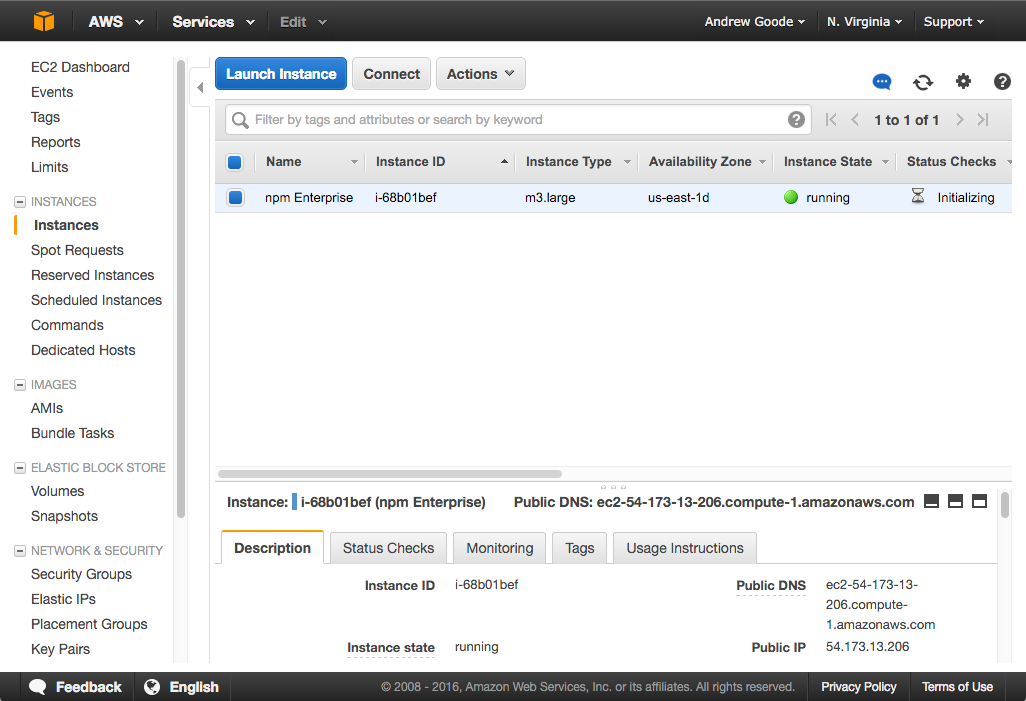 AWS Services Edit Andrew Goode N. Virginia Support
EC2 Dashboard
Events
Tags
Reports
Limits
INSTANCES
Instances
Spot Requests
Reserved Instances
Scheduled Instances
Commands
Dedicated Hosts
IMAGES
AMIs
Bundle Tasks
ELASTIC BLOCK STORE
Volumes
Snapshots
NETWORK & SECURITY
Security Groups
Elastic IPs
Placement Groups
Key Pairs
Launch Instance Connect Actions
Filter by tags and attributes or search by keyword 1 to 1 of 1
Name Instance ID Instance Type Availability Zone Instance State Status Checks
npm Enterprise i-68b01bef m3.large us-east-1d running Initializing
Instance: i-68b01bef (npm Enterprise) Public DNS: ec2-54-173-13-206.compute-1.amazonaws.com
Description Status Checks Monitoring Tags Usage Instructions
Instance ID i-68b01bef Public DNS ec2-54-173-13-
206.compute-
1.amazonaws.com
Instance state running Public IP 54.173.13.206
Feedback English © 2008 - 2016, Amazon Web Services, Inc. or its affiliates. All rights reserved. Privacy Policy Terms of Use